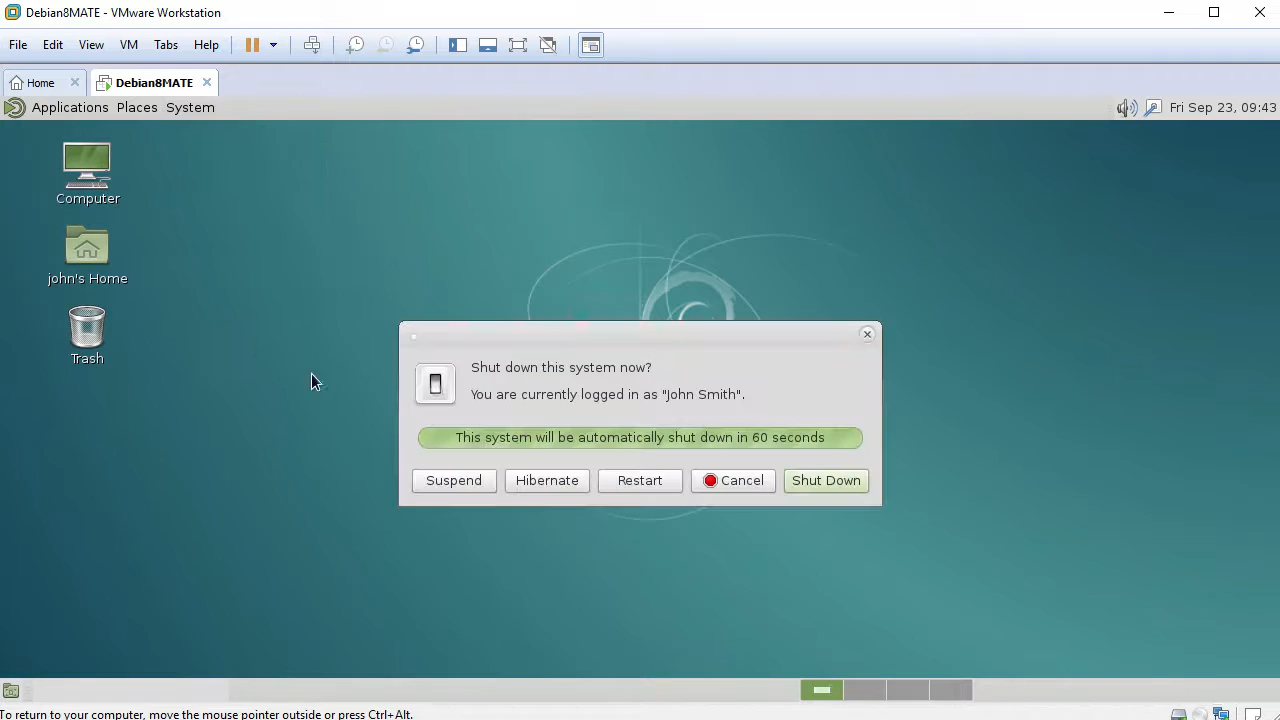 Debian8MATE - VMware Workstation
File Edit View VM Tabs Help
Home Debian8MATE
Applications Places System Fri Sep 23, 09:43
Computer
john's Home
Trash
Shut down this system now?
You are currently logged in as "John Smith".
This system will be automatically shut down in 60 seconds
Suspend Hibernate Restart Cancel Shut Down
To return to your computer, move the mouse pointer outside or press Ctrl+Alt.